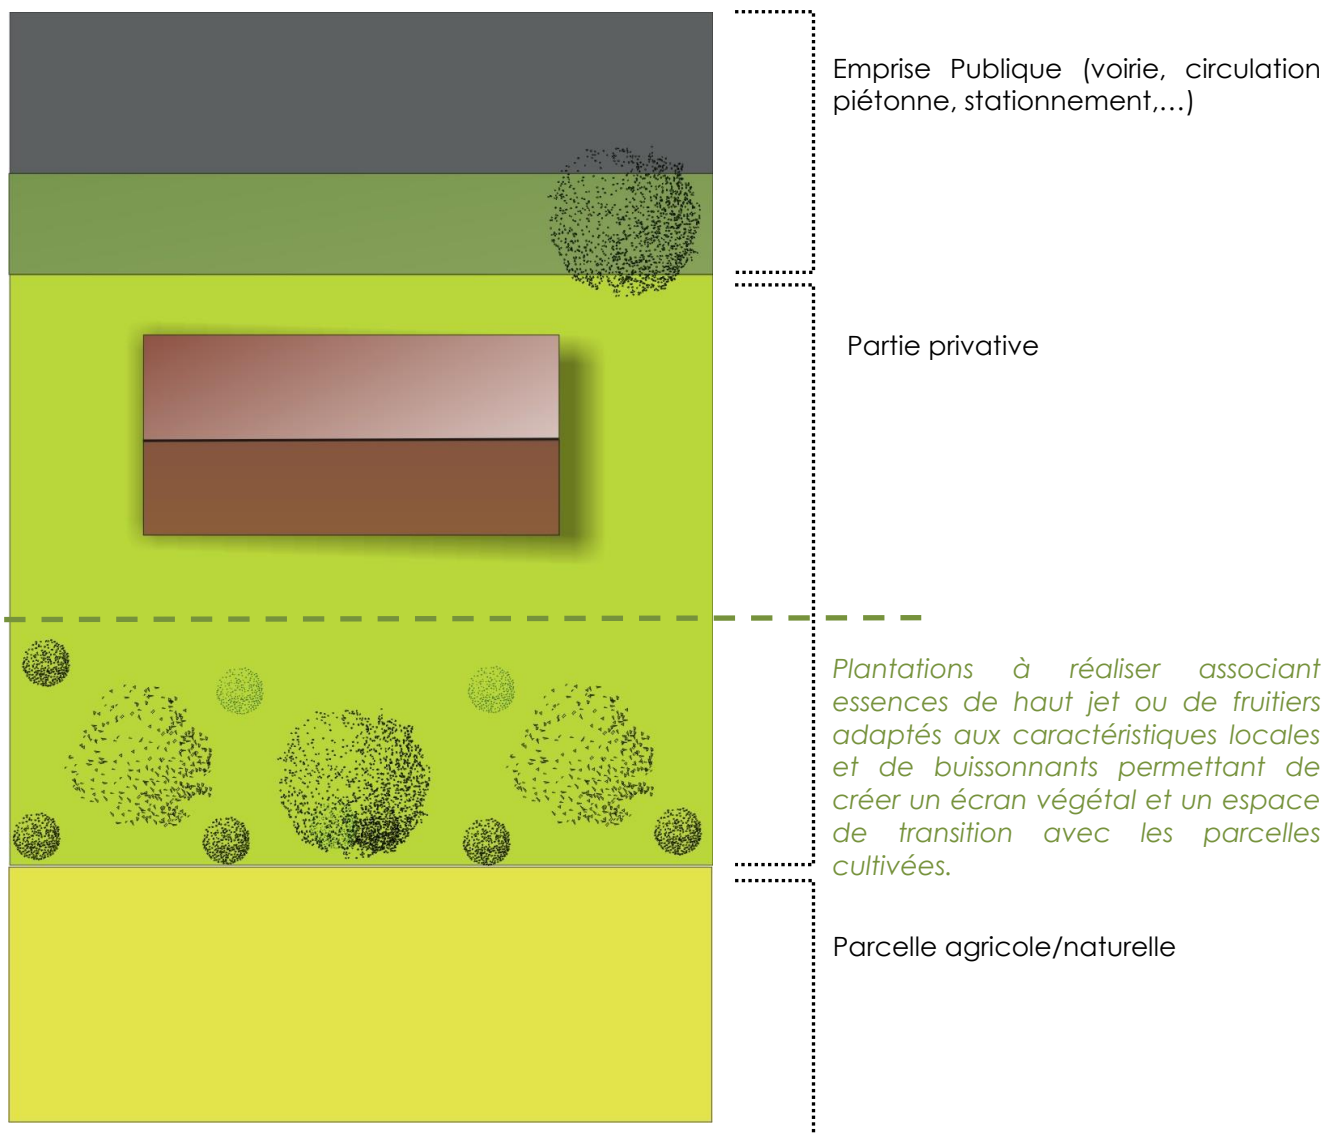 Emprise Publique (voirie, circulation
piétonne, stationnement,…)
Partie privative
Plantations à réaliser associant
essences de haut jet ou de fruitiers
adaptés aux caractéristiques locales
et de buissonnants permettant de
créer un écran végétal et un espace
de transition avec les parcelles
cultivées.
Parcelle agricole/naturelle